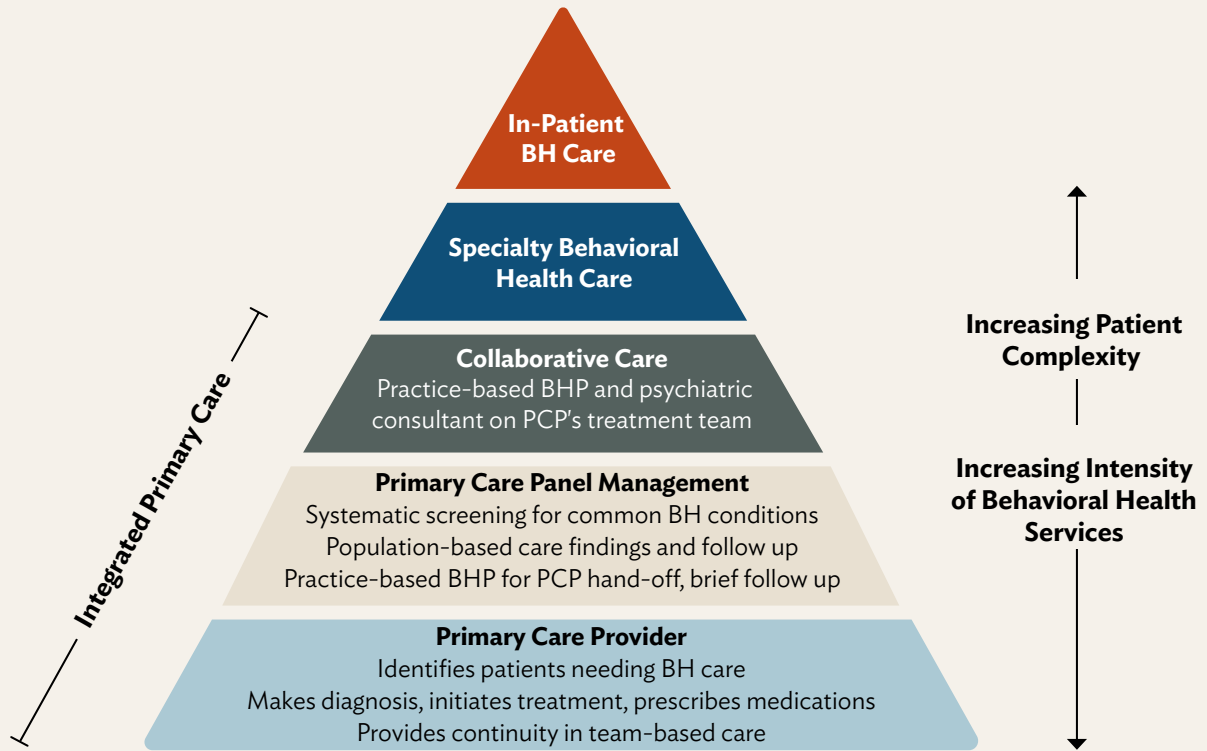 In-Patient
BH Care
Specialty Behavioral
Health Care
Collaborative Care
Practice-based BHP and psychiatric
consultant on PCP's treatment team
Primary Care Panel Management
Systematic screening for common BH conditions
Population-based care findings and follow up
Practice-based BHP for PCP hand-off, brief follow up
Primary Care Provider
Identifies patients needing BH care
Makes diagnosis, initiates treatment, prescribes medications
Provides continuity in team-based care
Integrated Primary Care
Increasing Patient
Complexity
Increasing Intensity
of Behavioral Health
Services